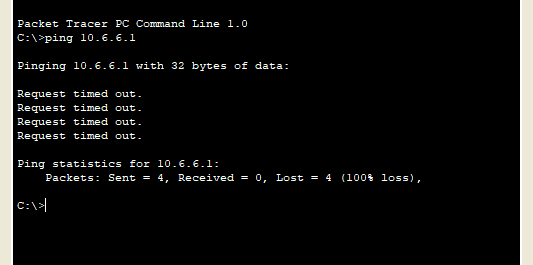 Packet Tracer PC Command Line 1.0
C:\>ping 10.6.6.1
Pinging 10.6.6.1 with 32 bytes of data:
Request timed out.
Request timed out.
Request timed out.
Request timed out.
Ping statistics for 10.6.6.1:
Packets: Sent = 4, Received = 0, Lost = 4 (100% loss),
C:\>